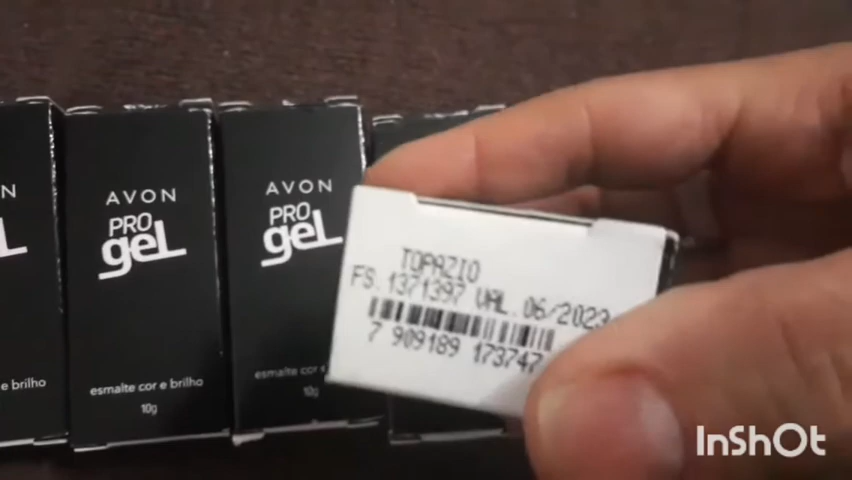 N
L
e brilho
AVON
PRO
geL
esmalte cor e brilho
10g
AVON
PRO
geL
esmalte cor e
10g
TOPAZIO
FS. 1371397 VAL. 06/2023
7 909189 173747
InShOt